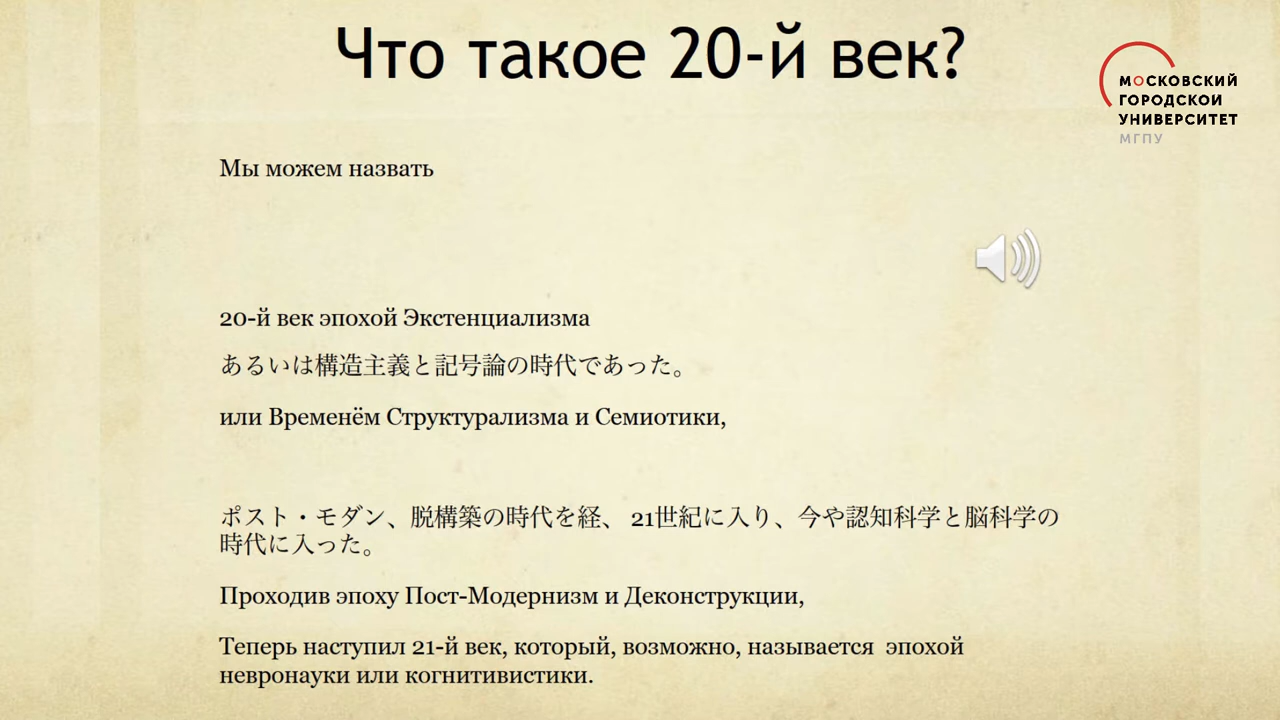 Что такое 20-й век?
МОСКОВСКИЙ
ГОРОДСКОЙ
УНИВЕРСИТЕТ
МГПУ
Мы можем назвать
20-й век эпохой Экстенциализма
あるいは構造主義と記号論の時代であった。
или Временём Структурализма и Семиотики,
ポスト・モダン、脱構築の時代を経、 21世紀に入り、今や認知科学と脳科学の
時代に入った。
Проходив эпоху Пост-Модернизм и Деконструкции,
Теперь наступил 21-й век, который, возможно, называется эпохой
невронауки или когнитивистики.